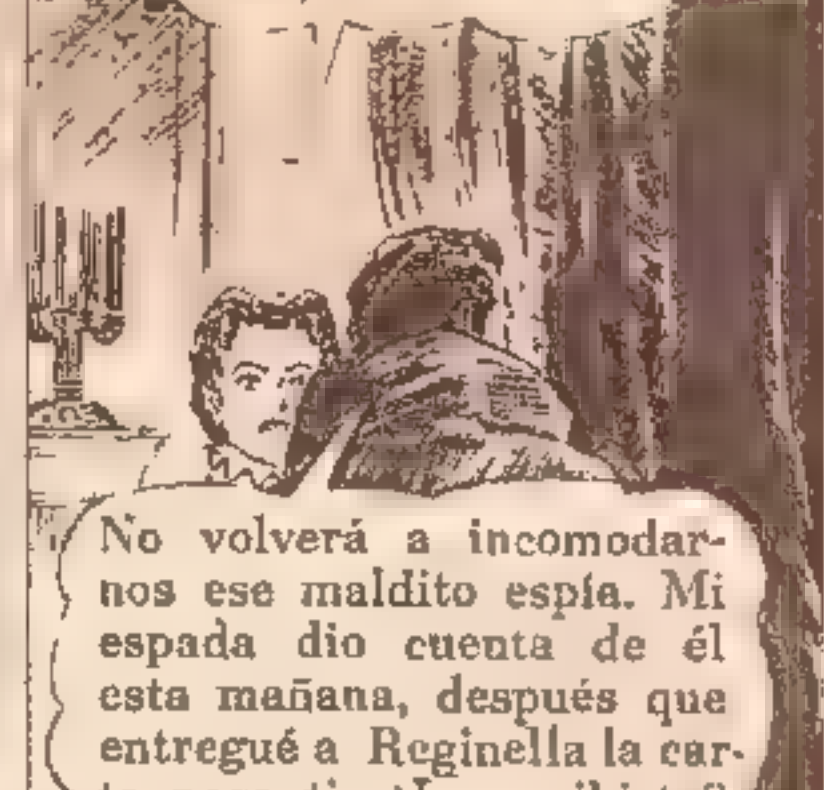 No volverá a incomodar-
nos ese maldito espía. Mi
espada dio cuenta de él
esta mañana, después que
entregué a Reginella la car-